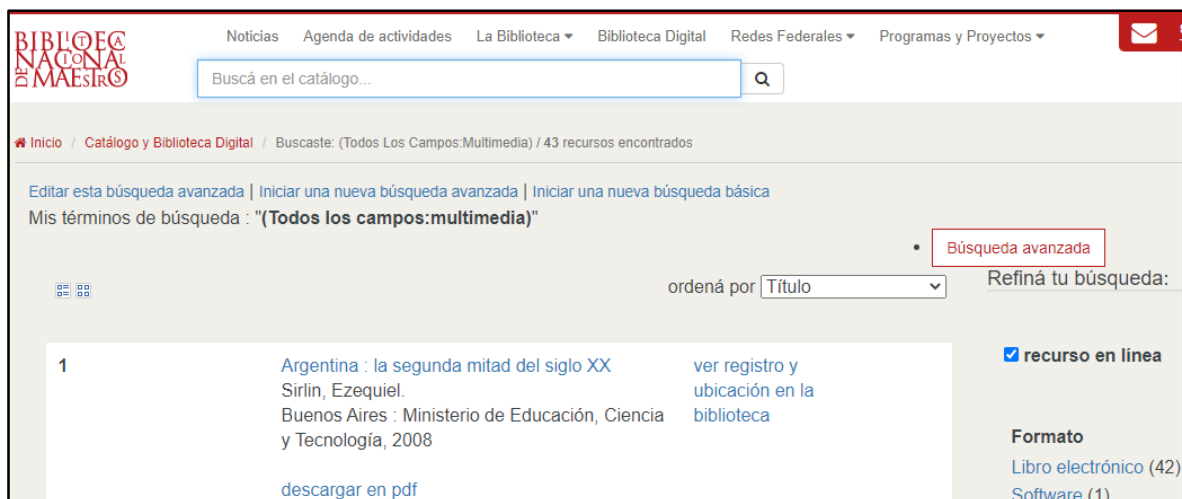 BIBLIOTECA
NACIONAL
DE MAESTROS
Noticias Agenda de actividades La Biblioteca Biblioteca Digital Redes Federales Programas y Proyectos
Buscá en el catálogo...
Inicio / Catálogo y Biblioteca Digital / Buscaste: (Todos Los Campos:Multimedia) / 43 recursos encontrados
Editar esta búsqueda avanzada | Iniciar una nueva búsqueda avanzada | Iniciar una nueva búsqueda básica
Mis términos de búsqueda : "(Todos los campos:multimedia)"
• Búsqueda avanzada
ordená por Título
Refiná tu búsqueda:
1
Argentina : la segunda mitad del siglo XX
Sirlin, Ezequiel.
Buenos Aires : Ministerio de Educación, Ciencia
y Tecnología, 2008
descargar en pdf
ver registro y
ubicación en la
biblioteca
recurso en línea
Formato
Libro electrónico (42)
Software (1)